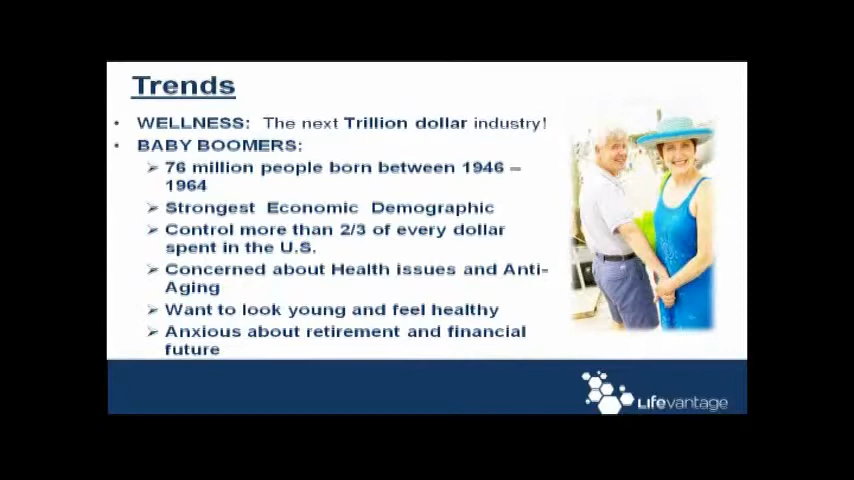 Trends
• WELLNESS: The next Trillion dollar industry!
• BABY BOOMERS:
➢ 76 million people born between 1946 –
1964
➢ Strongest Economic Demographic
➢ Control more than 2/3 of every dollar
spent in the U.S.
➢ Concerned about Health issues and Anti-
Aging
➢ Want to look young and feel healthy
➢ Anxious about retirement and financial
future
Lifevantage